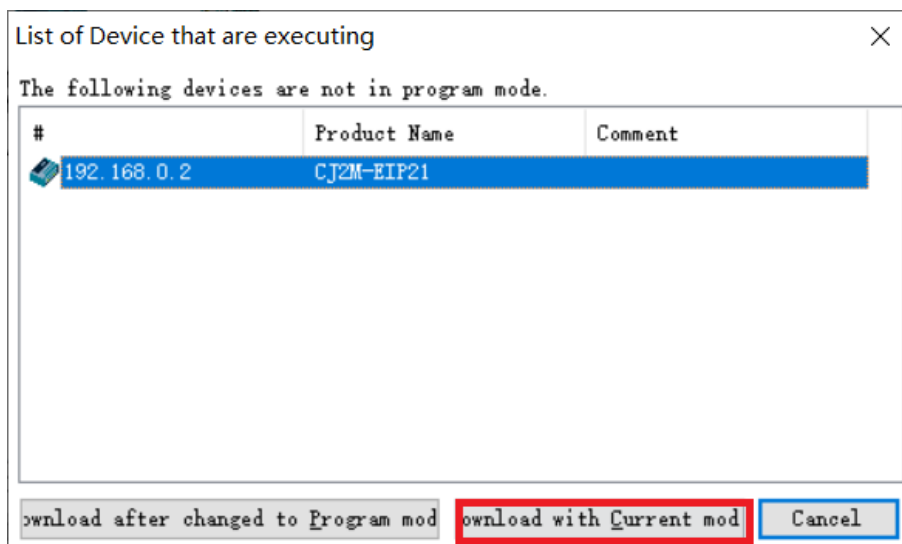 List of Device that are executing
The following devices are not in program mode.
# Product Name Comment
192.168.0.2 CJ2M-EIP21
ownload after changed to Program mod ownload with Current mod Cancel